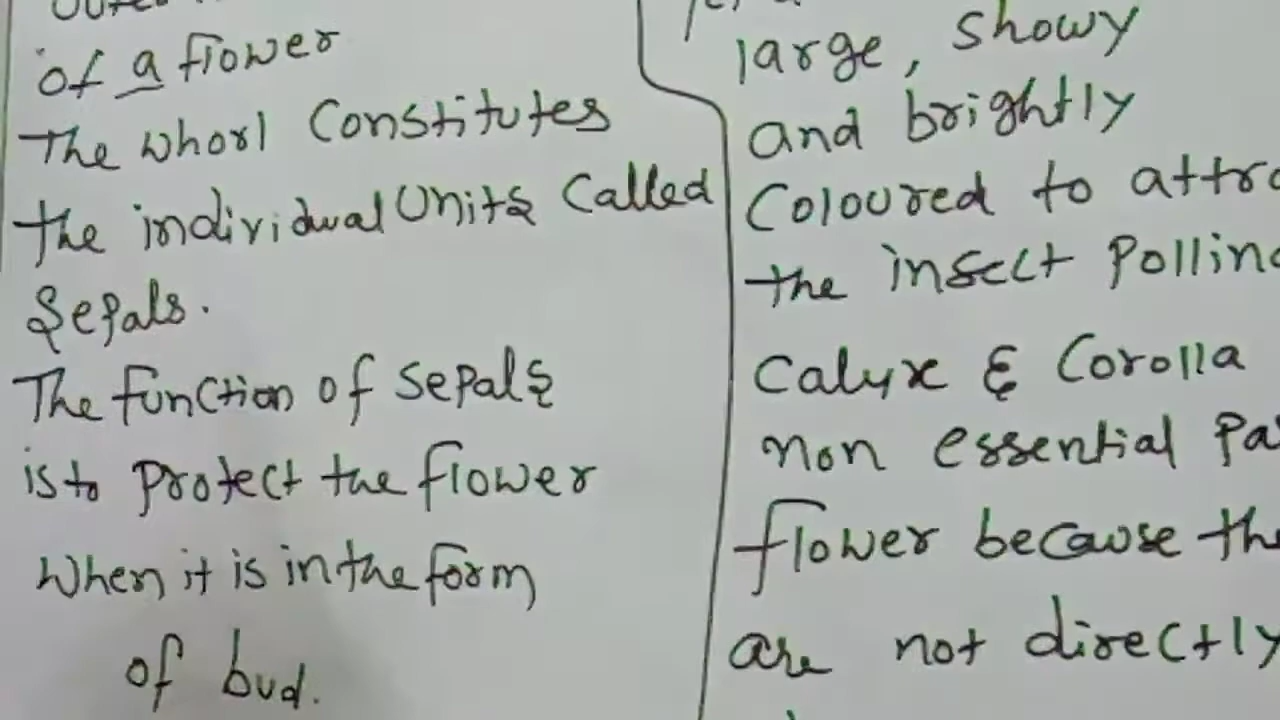 of a flower
The whorl Constitutes
the individual Units Called
Sepals.
The function of sepals
is to protect the flower
When it is in the form
of bud.
large, showy
and brightly
Coloured to
the insect
Calyx & Corolla
non essential
flower because
are not directly